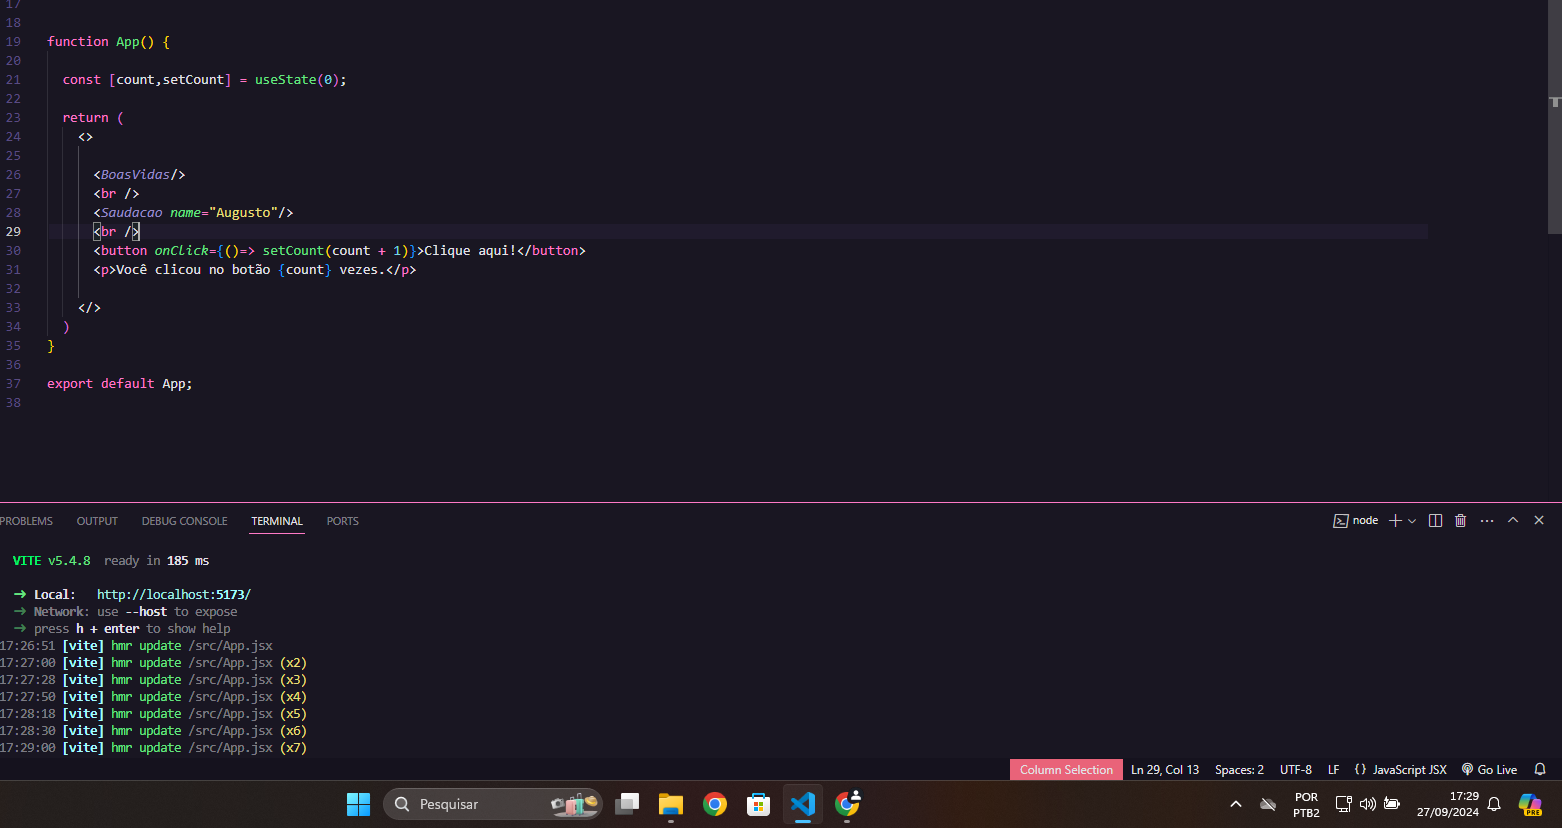 17
18
19 function App() {
20
21 const [count,setCount] = useState(0);
22
23 return (
24 <>
25
26 <BoasVidas/>
27 <br />
28 <Saudacao name="Augusto"/>
29 <br />
30 <button onClick={()=> setCount(count + 1)}>Clique aqui!</button>
31 <p>Você clicou no botão {count} vezes.</p>
32
33 </>
34 )
35 }
36
37 export default App;
38
PROBLEMS OUTPUT DEBUG CONSOLE TERMINAL PORTS node
VITE v5.4.8 ready in 185 ms
➜ Local: http://localhost:5173/
➜ Network: use --host to expose
➜ press h + enter to show help
17:26:51 [vite] hmr update /src/App.jsx
17:27:00 [vite] hmr update /src/App.jsx (x2)
17:27:28 [vite] hmr update /src/App.jsx (x3)
17:27:50 [vite] hmr update /src/App.jsx (x4)
17:28:18 [vite] hmr update /src/App.jsx (x5)
17:28:30 [vite] hmr update /src/App.jsx (x6)
17:29:00 [vite] hmr update /src/App.jsx (x7)
Column Selection Ln 29, Col 13 Spaces: 2 UTF-8 LF {} JavaScript JSX Go Live
Pesquisar
POR
PTB2
17:29
27/09/2024
PRE